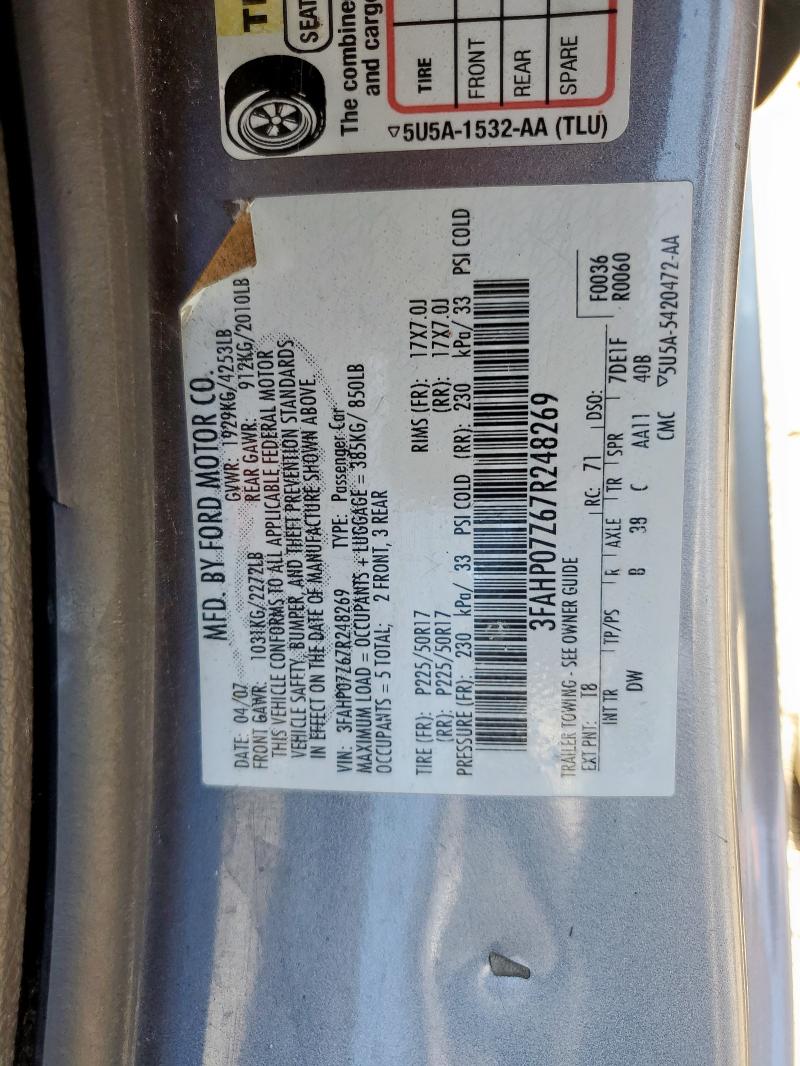 SEAT
The combine
and cargo
TIRE
FRONT
REAR
SPARE
▽5U5A-1532-AA (TLU)
MFD. BY FORD MOTOR CO.
DATE: 04/07 GVWR: 1929KG/4253LB
FRONT GAWR: 1031KG/2272LB REAR GAWR: 912KG/2010LB
THIS VEHICLE CONFORMS TO ALL APPLICABLE FEDERAL MOTOR
VEHICLE SAFETY, BUMPER, AND THEFT PREVENTION STANDARDS
IN EFFECT ON THE DATE OF MANUFACTURE SHOWN ABOVE
VIN: 3FAHP07Z67R248269 TYPE: Passenger Car
MAXIMUM LOAD = OCCUPANTS + LUGGAGE = 385KG/ 850LB
OCCUPANTS = 5 TOTAL; 2 FRONT, 3 REAR
TIRE (FR): P225/50R17 RIMS (FR): 17X7.0J
(RR): P225/50R17 (RR): 17X7.0J
PRESSURE (FR): 230 kPa/ 33 PSI COLD (RR): 230 kPa/ 33 PSI COLD
3FAHP07Z67R248269
TRAILER TOWING - SEE OWNER GUIDE F0036
R0060
EXT PNT: T8 RC: 71 DSO:
INT TR TP/PS R AXLE TR SPR 7DE1F
DW B 38 C AA11 40B
CMC ▽5U5A-5420472-AA